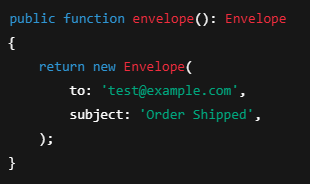 public function envelope(): Envelope
{
    return new Envelope(
        to: 'test@example.com',
        subject: 'Order Shipped',
    );
}